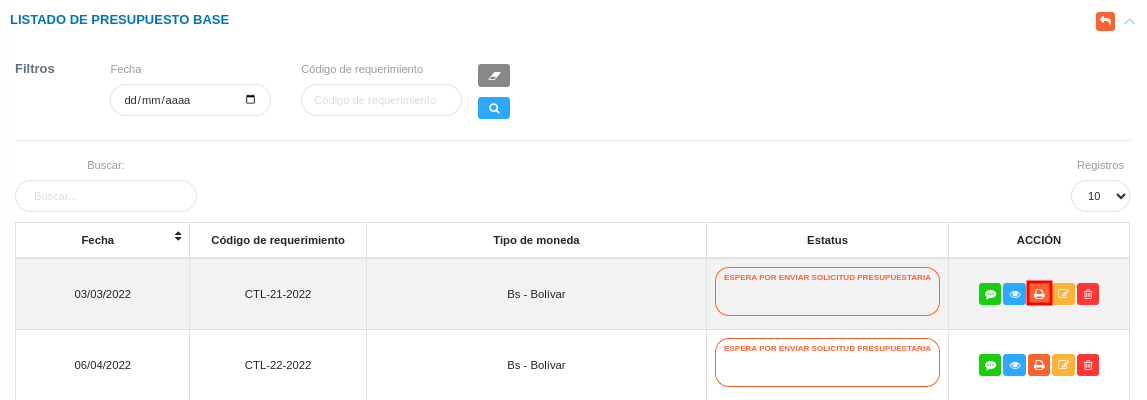 LISTADO DE PRESUPUESTO BASE
Filtros
Fecha
Código de requerimiento
dd/mm/aaaa
Código de requerimiento
Buscar:
Registros
Buscar...
10
Fecha Código de requerimiento Tipo de moneda Estatus ACCIÓN
03/03/2022 CTL-21-2022 Bs - Bolívar ESPERA POR ENVIAR SOLICITUD PRESUPUESTARIA
06/04/2022 CTL-22-2022 Bs - Bolívar ESPERA POR ENVIAR SOLICITUD PRESUPUESTARIA